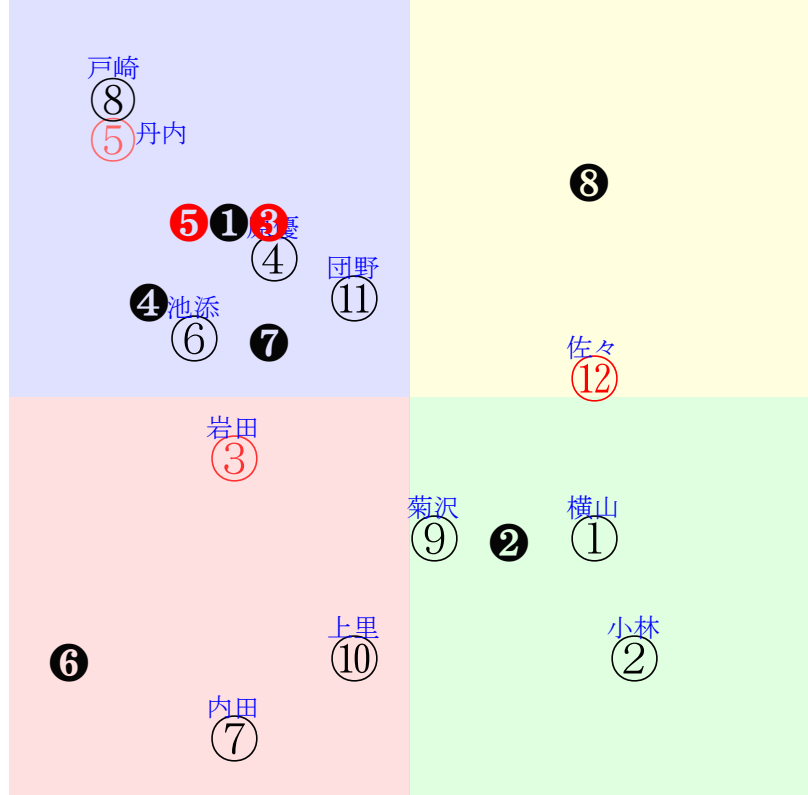 戸崎
⑧
⑤丹内
❽
❺❶❸
④
団野
⑪
❹池添
⑥
❼
佐々
⑫
岩田
③
菊沢
⑨
❷
横山
①
上里
⑩
小林
②
❻
内田
⑦